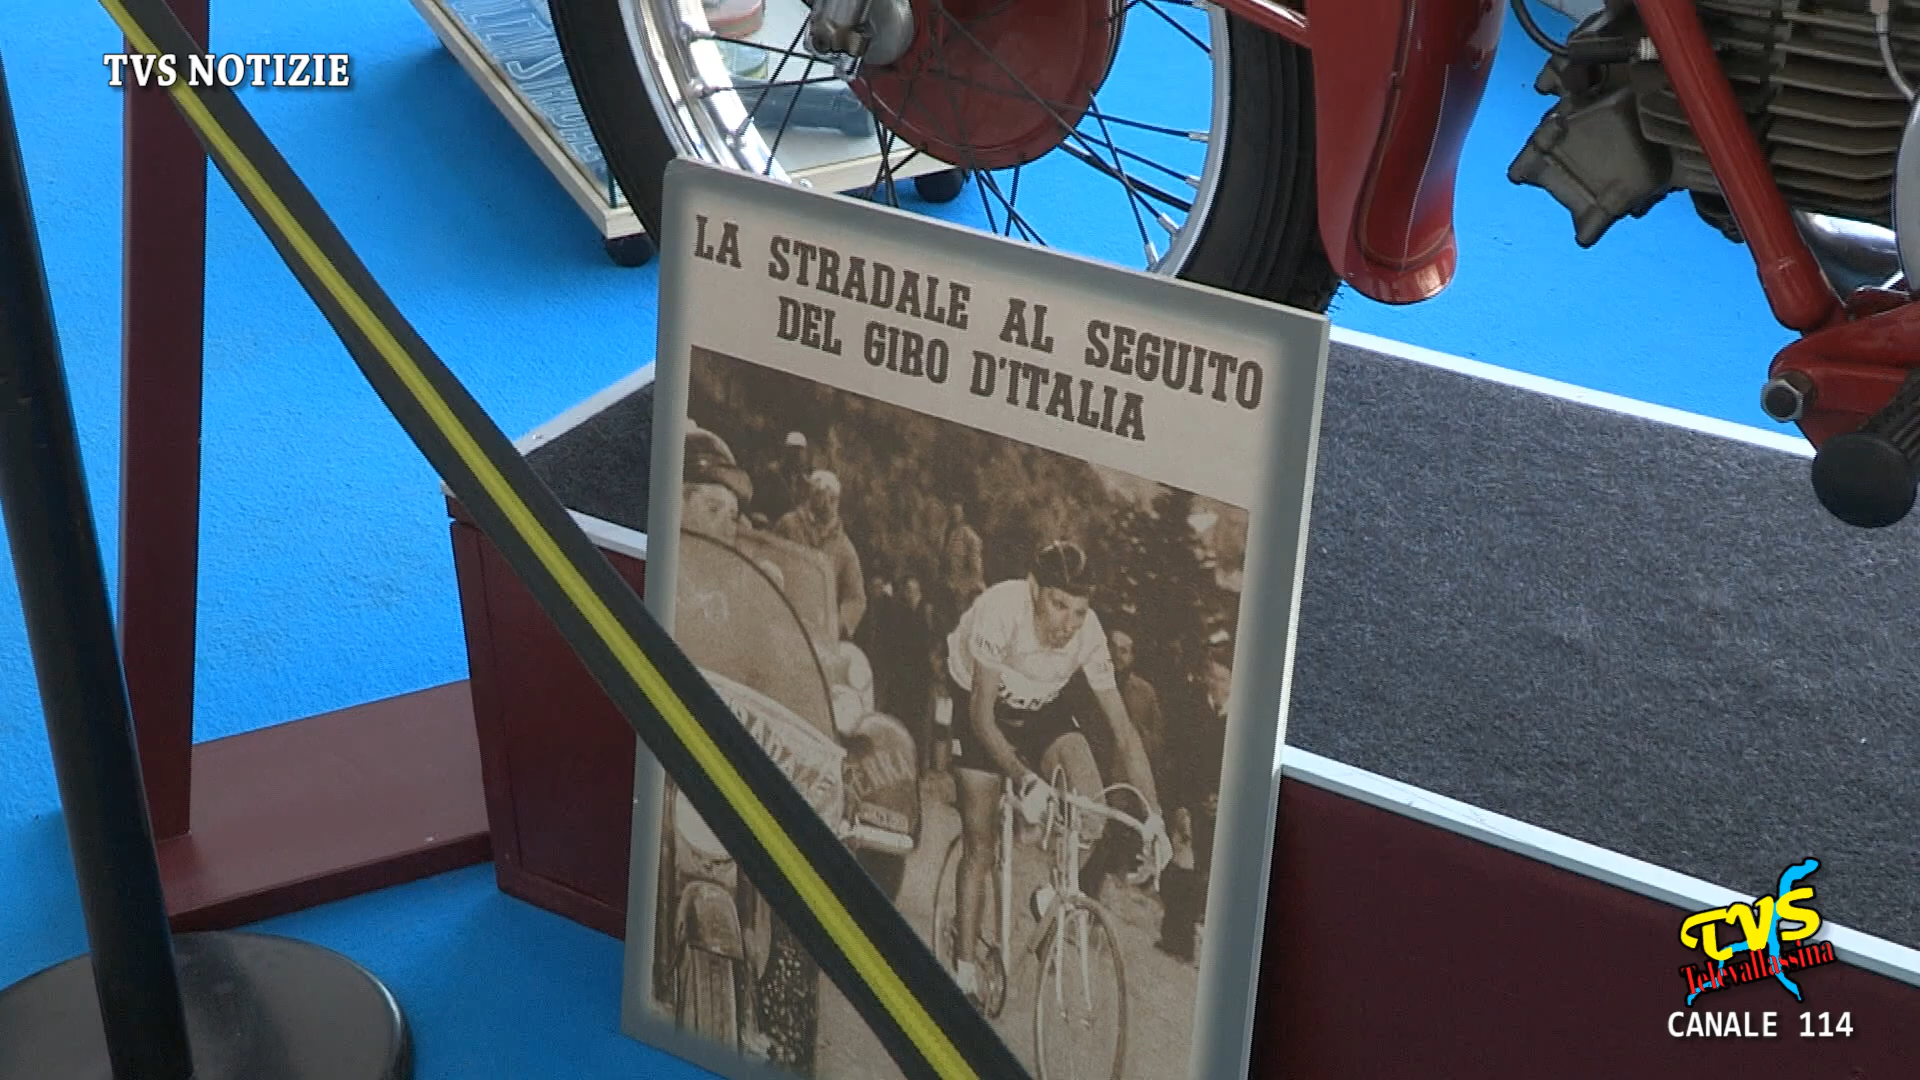 TVS NOTIZIE
LA STRADALE AL SEGUITO
DEL GIRO D'ITALIA
TVS
Televallassina
CANALE 114